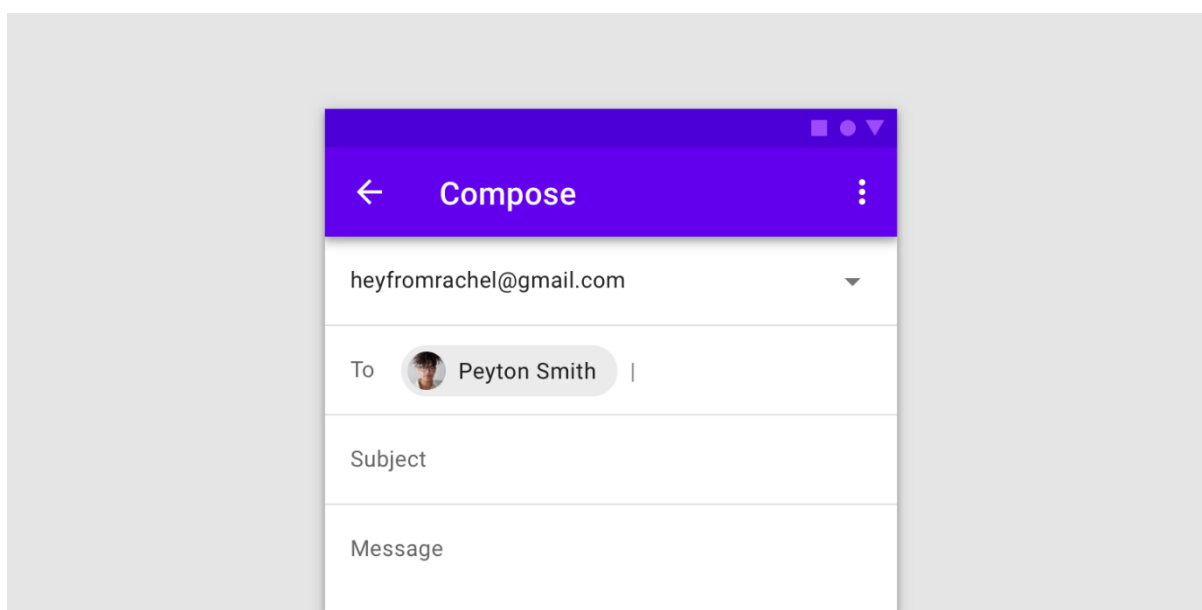 Compose
heyfromrachel@gmail.com
To Peyton Smith
Subject
Message